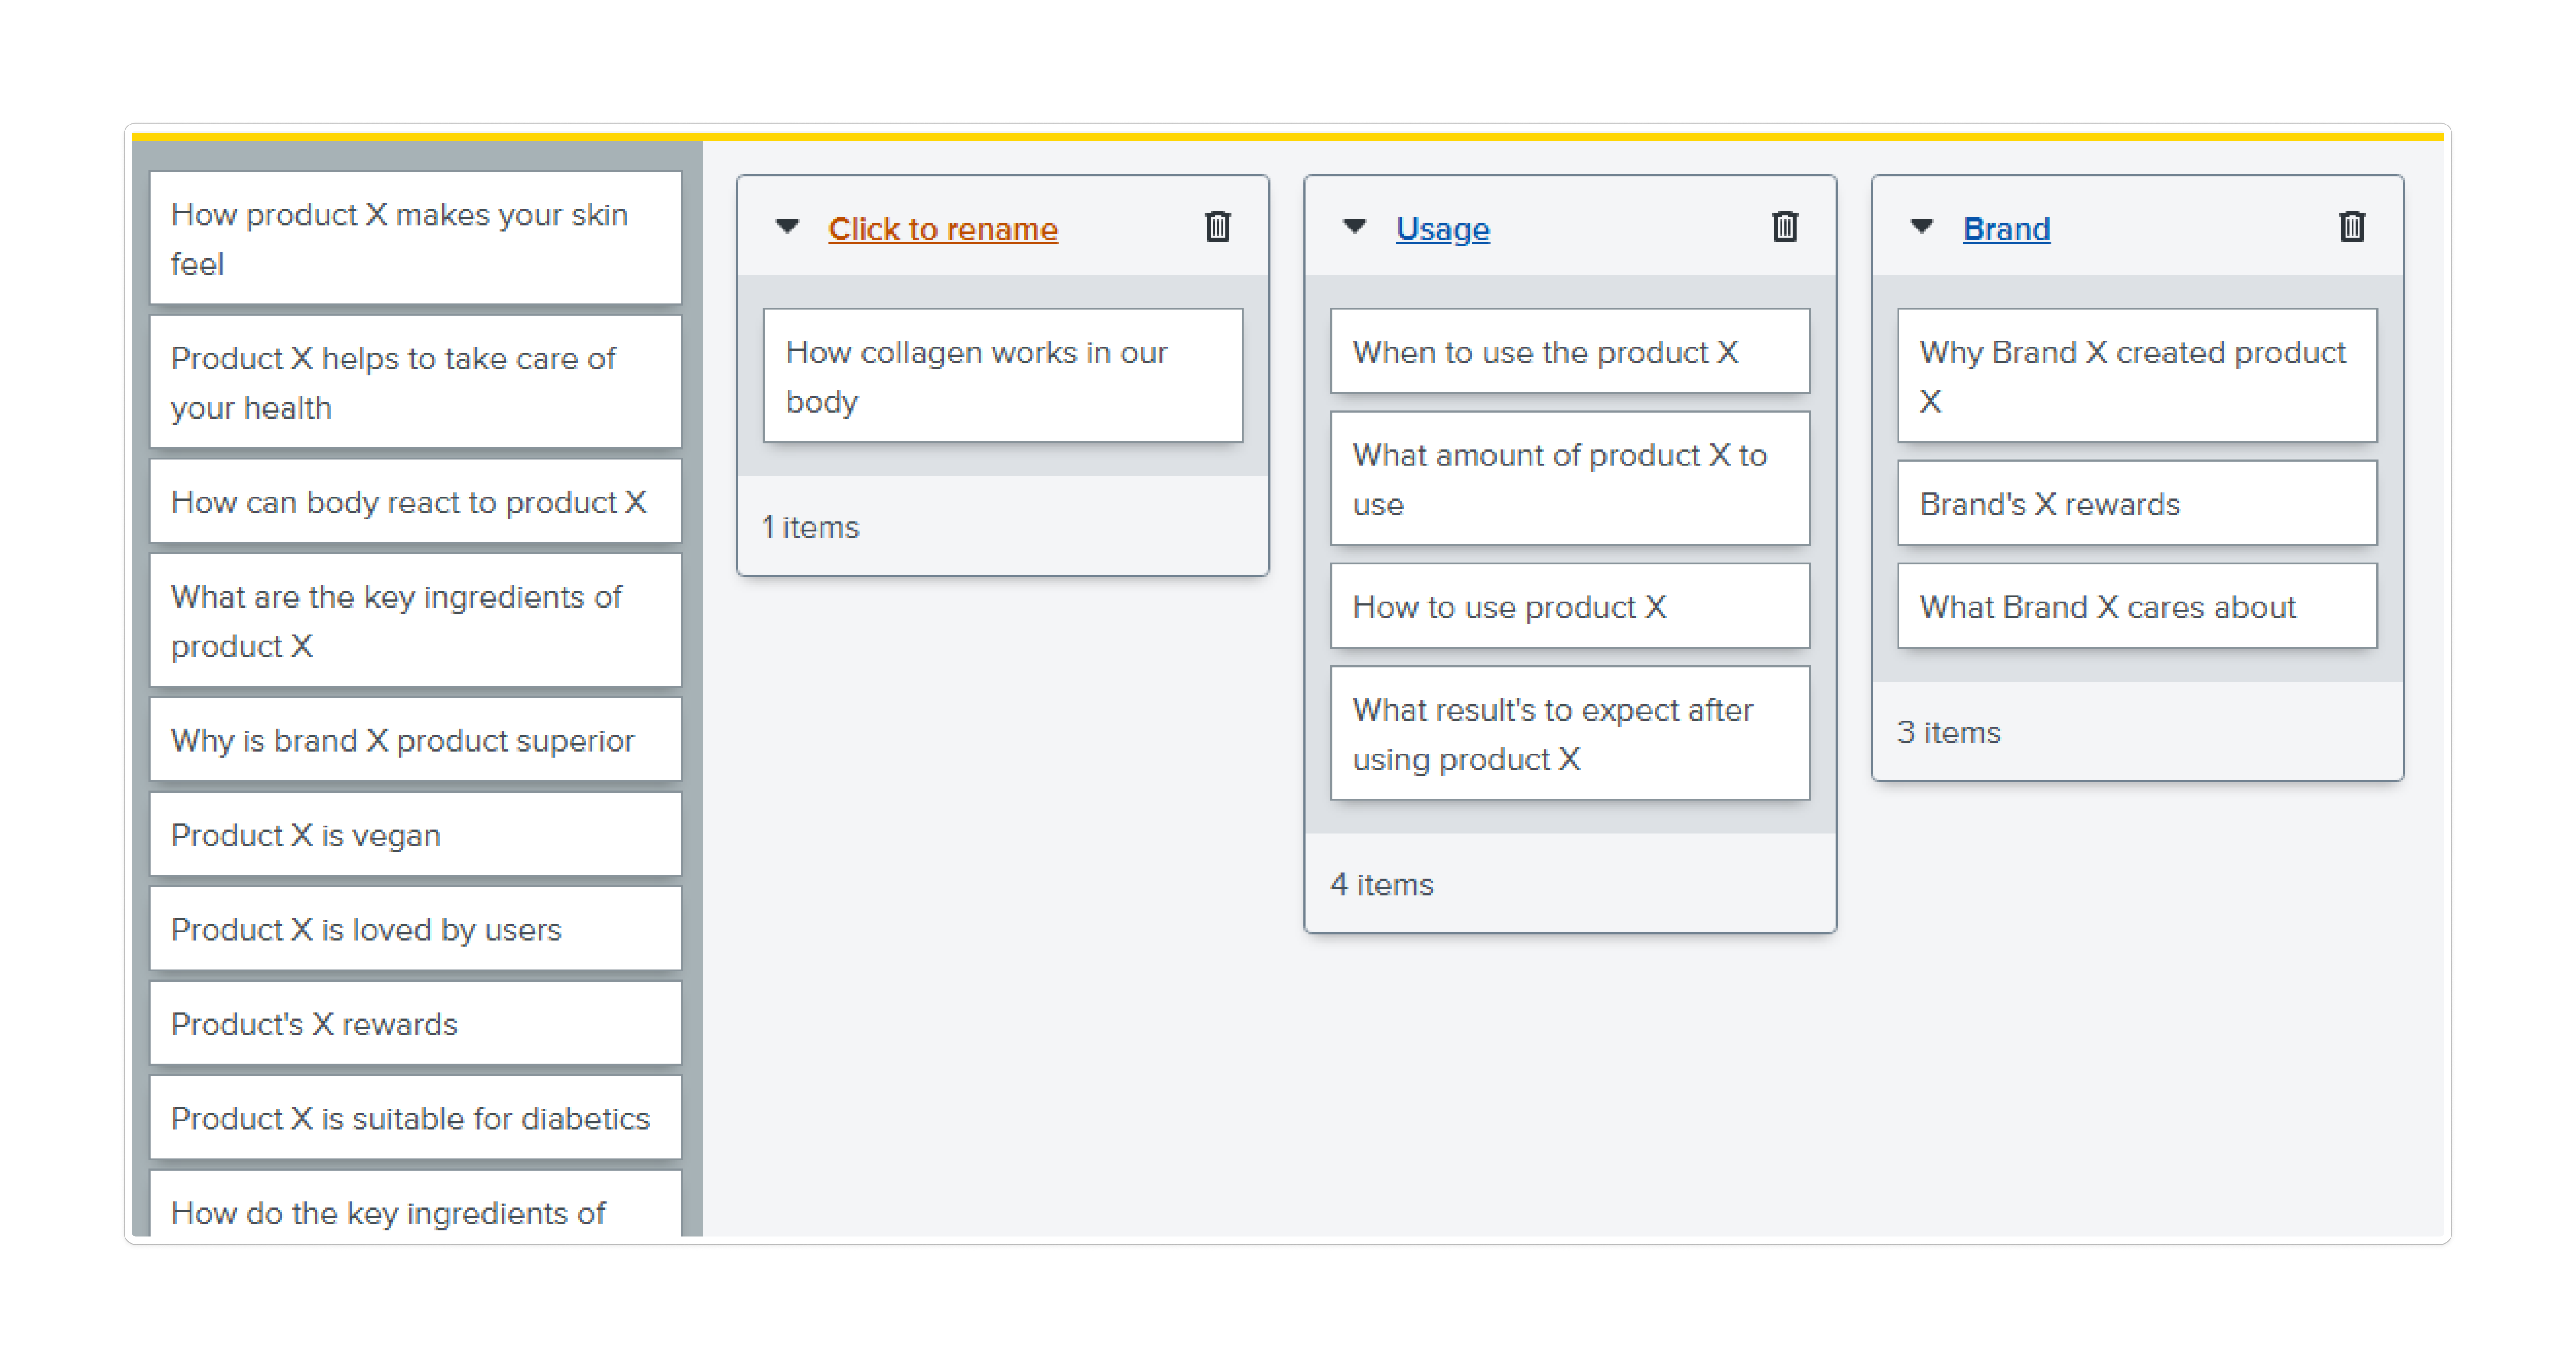 How product X makes your skin
feel
Product X helps to take care of
your health
How can body react to product X
What are the key ingredients of
product X
Why is brand X product superior
Product X is vegan
Product X is loved by users
Product's X rewards
Product X is suitable for diabetics
How do the key ingredients of
Click to rename
How collagen works in our
body
1 items
Usage
When to use the product X
What amount of product X to
use
How to use product X
What result's to expect after
using product X
4 items
Brand
Why Brand X created product
X
Brand's X rewards
What Brand X cares about
3 items